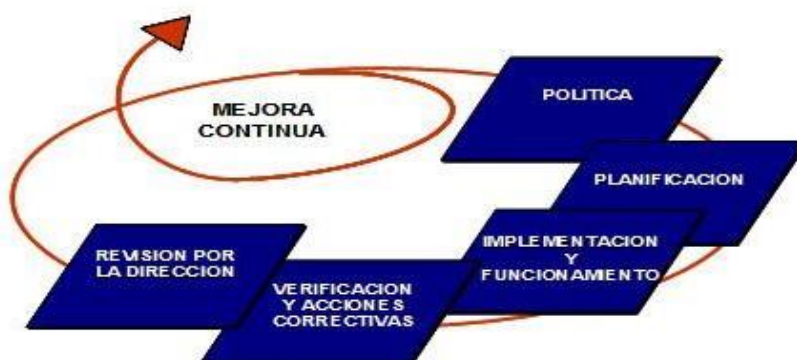 MEJORA
CONTINUA
POLITICA
PLANIFICACION
IMPLEMENTACION
Y
FUNCIONAMIENTO
VERIFICACION
Y ACCIONES
CORRECTIVAS
REVISION POR
LA DIRECCION